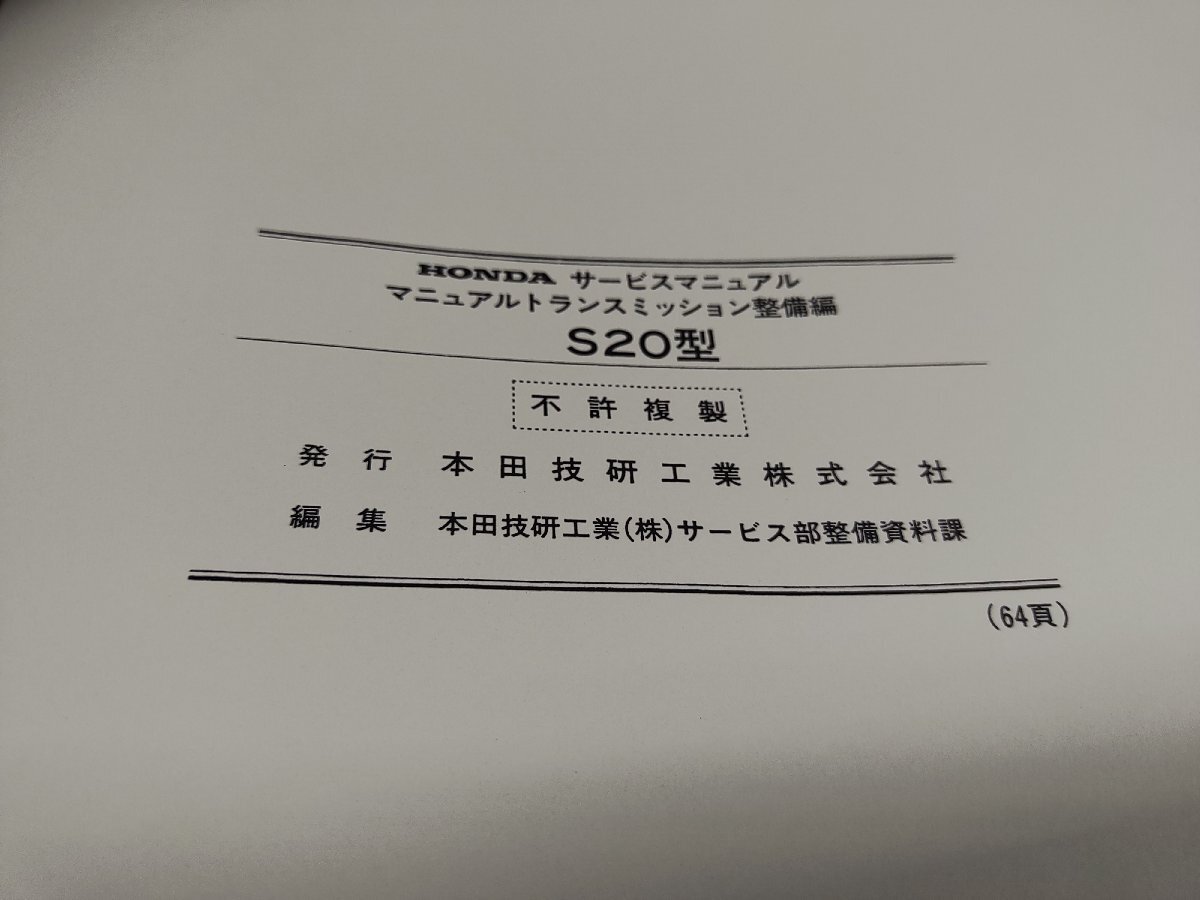 HONDA サービスマニュアル
マニュアルトランスミッション整備編
S20型
不許複製
発行 本田技研工業株式会社
編集 本田技研工業(株)サービス部整備資料課
(64頁)